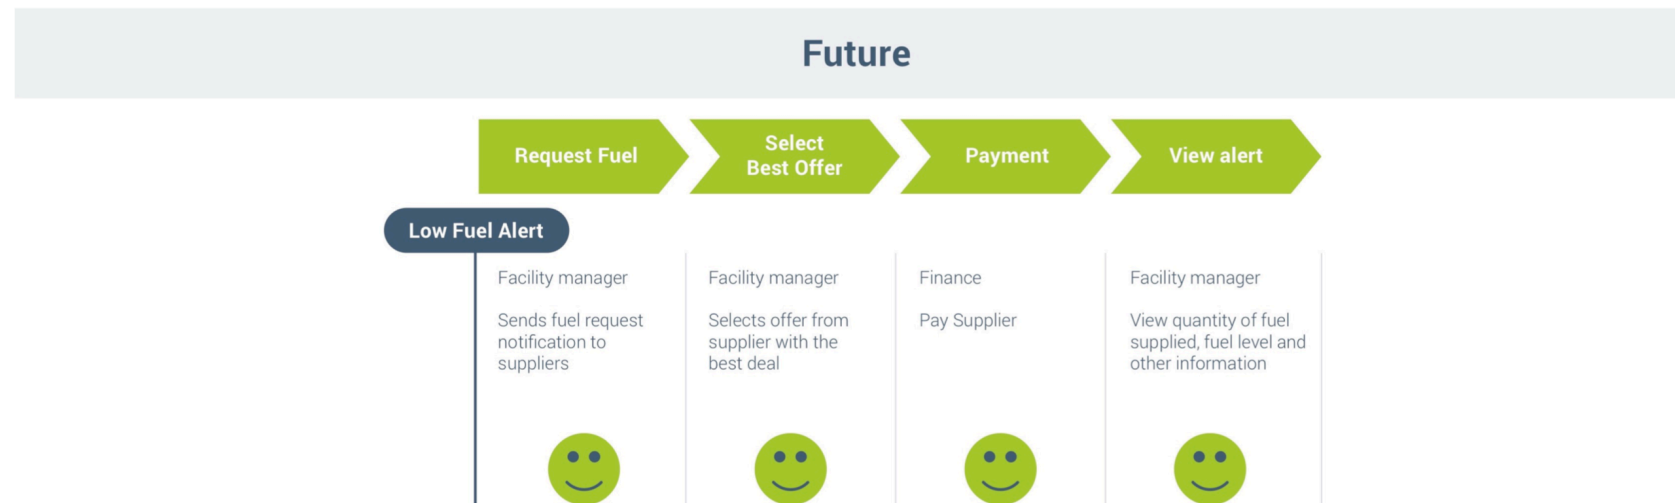 Future
Request Fuel
Select
Best Offer
Payment
View alert
Low Fuel Alert
Facility manager
Sends fuel request
notification to
suppliers
Facility manager
Selects offer from
supplier with the
best deal
Finance
Pay Supplier
Facility manager
View quantity of fuel
supplied, fuel level and
other information